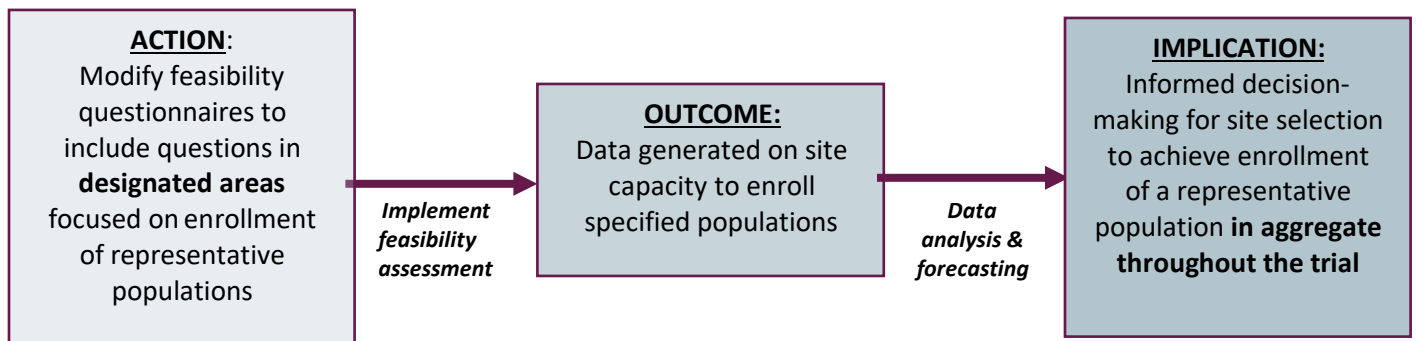 ACTION:
Modify feasibility
questionnaires to
include questions in
designated areas
focused on enrollment
of representative
populations
Implement
feasibility
assessment
OUTCOME:
Data generated on site
capacity to enroll
specified populations
Data
analysis &
forecasting
IMPLICATION:
Informed decision-
making for site selection
to achieve enrollment
of a representative
population in aggregate
throughout the trial